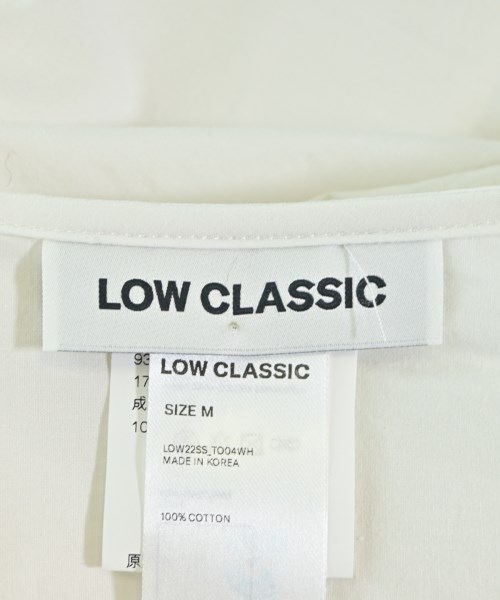 LOW CLASSIC
LOW CLASSIC
SIZE M
LOW22SS_TO04WH
MADE IN KOREA
100% COTTON
93
17
成
10
原